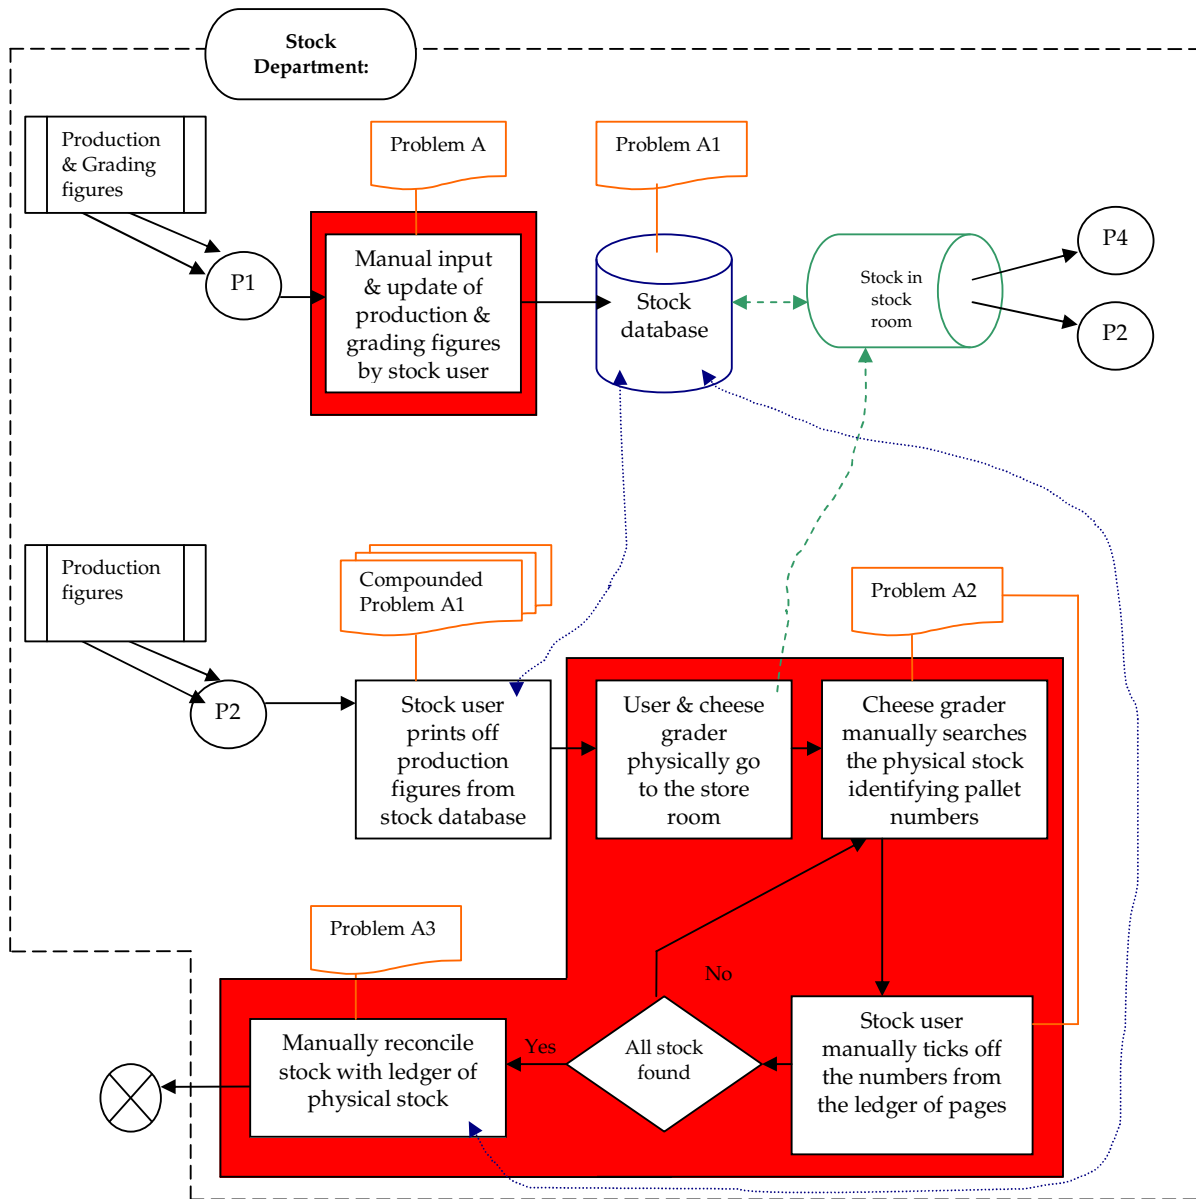 Stock
Department:
Production
& Grading
figures
Problem A
Problem A1
P1
Manual input
& update of
production &
grading figures
by stock user
Stock
database
Stock in
stock
room
P4
P2
Production
figures
Compounded
Problem A1
Problem A2
P2
Stock user
prints off
production
figures from
stock database
User & cheese
grader
physically go
to the store
room
Cheese grader
manually searches
the physical stock
identifying pallet
numbers
Problem A3
No
Manually reconcile
stock with ledger of
physical stock
Yes
All stock
found
Stock user
manually ticks off
the numbers from
the ledger of pages